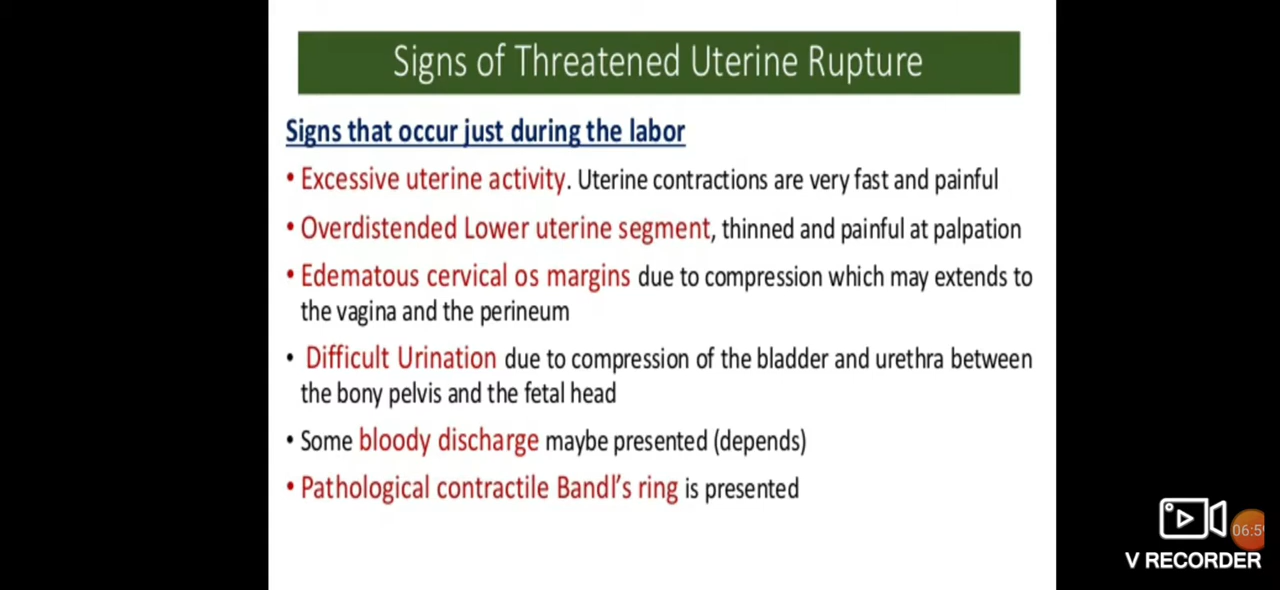 Signs of Threatened Uterine Rupture
Signs that occur just during the labor
• Excessive uterine activity. Uterine contractions are very fast and painful
• Overdistended Lower uterine segment, thinned and painful at palpation
• Edematous cervical os margins due to compression which may extends to
the vagina and the perineum
• Difficult Urination due to compression of the bladder and urethra between
the bony pelvis and the fetal head
• Some bloody discharge maybe presented (depends)
• Pathological contractile Bandl's ring is presented
V RECORDER